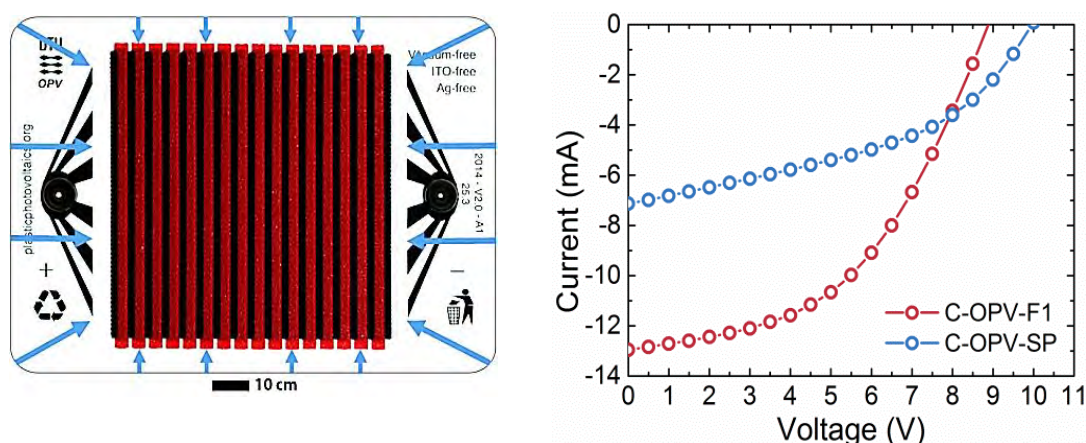 DTU
OPV
Vacuum-free
ITO-free
Ag-free
plasticphotovoltaics.org
2014 - V2.0 - A1
25.3
+
−
10 cm
Current (mA)
0
-2
-4
-6
-8
-10
-12
-14
C-OPV-F1
C-OPV-SP
0 1 2 3 4 5 6 7 8 9 10 11
Voltage (V)